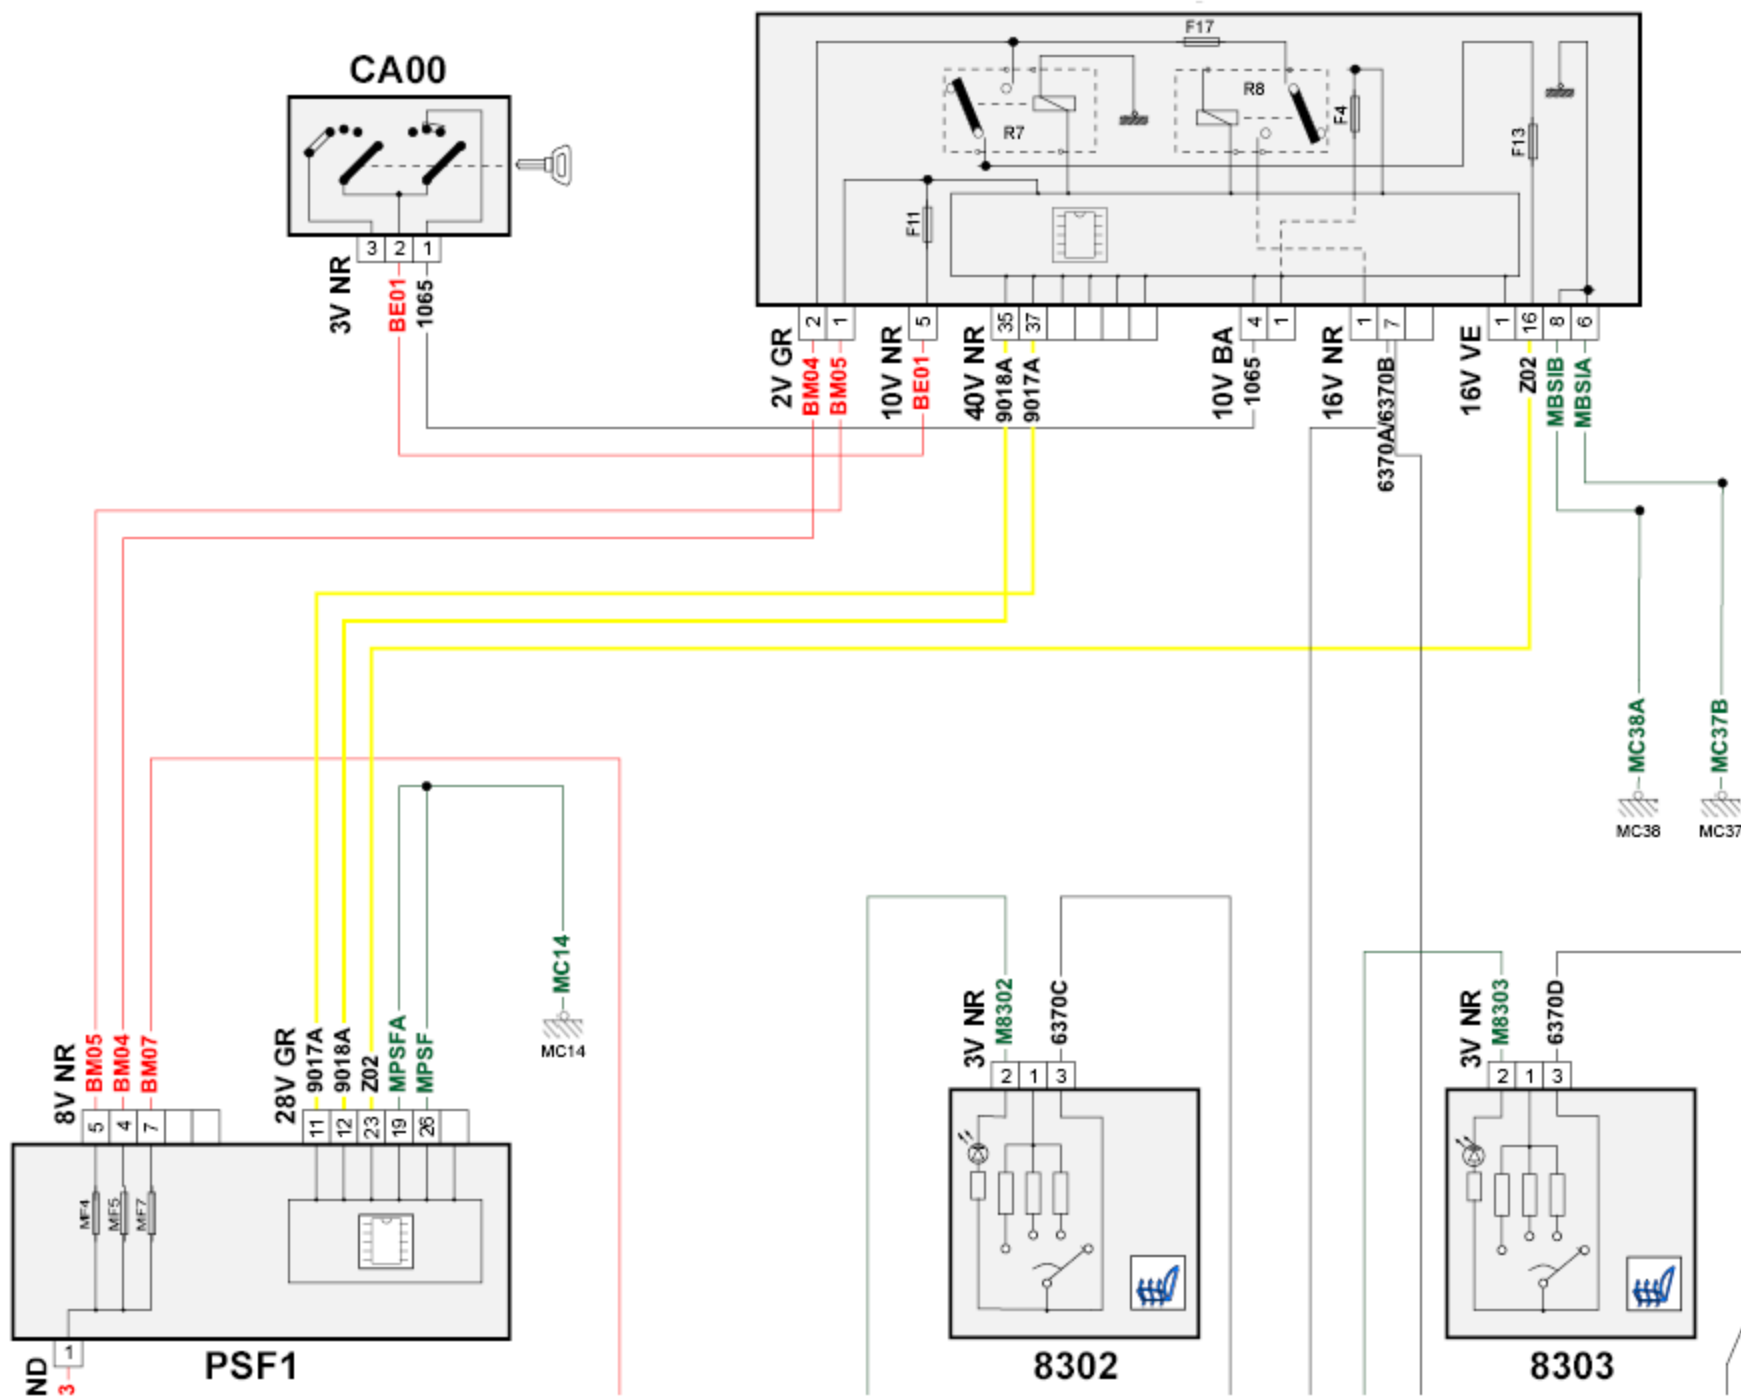 CA00
3 2 1
3V NR
BE01
1065
F17
R7
R8
F4
F13
F11
2 1 5 35 37 4 1 1 7 1 16 8 6
2V GR
BM04
BM05
10V NR
BE01
40V NR
9018A
9017A
10V BA
1065
16V NR
6370A/6370B
16V VE
Z02
MBSIB
MBSIA
MC38A
MC37B
MC38
MC37
MC14
MC14
8V NR
BM05
BM04
BM07
28V GR
9017A
9018A
Z02
MPSFA
MPSF
5 4 7 11 12 23 19 26
MF4
MF5
MF7
1
ND
3
PSF1
3V NR
M8302
6370C
2 1 3
8302
3V NR
M8303
6370D
2 1 3
8303